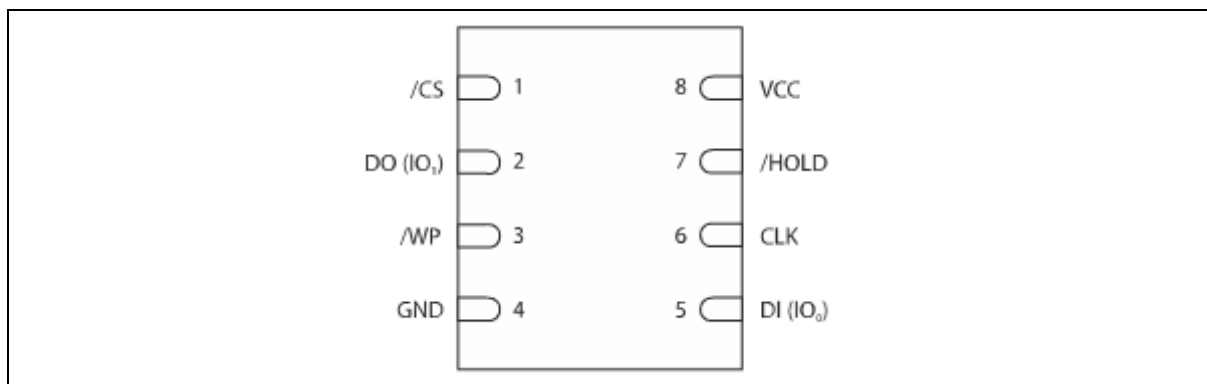 /CS 1 8 VCC
DO (IO₁) 2 7 /HOLD
/WP 3 6 CLK
GND 4 5 DI (IO₀)